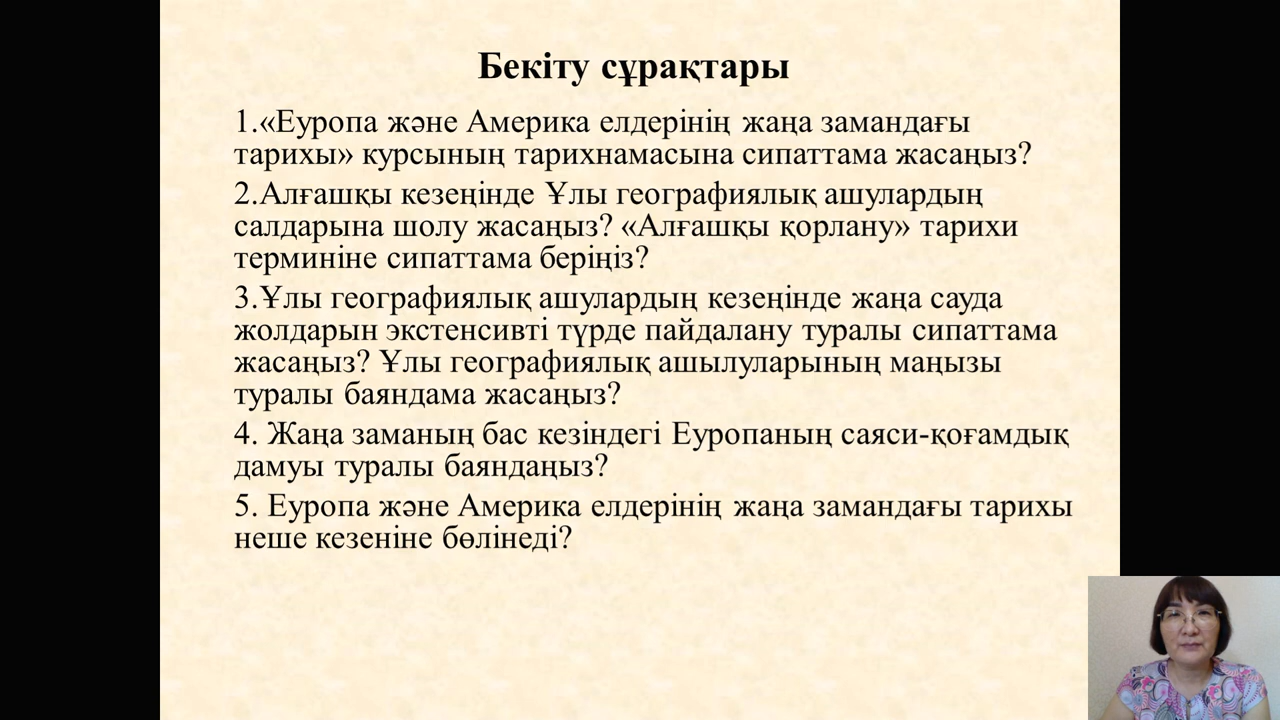 Бекіту сұрақтары
1.«Еуропа және Америка елдерінің жаңа замандағы
тарихы» курсының тарихнамасына сипаттама жасаңыз?
2.Алғашқы кезеңінде Ұлы географиялық ашулардың
салдарына шолу жасаңыз? «Алғашқы қорлану» тарихи
терминіне сипаттама беріңіз?
3.Ұлы географиялық ашулардың кезеңінде жаңа сауда
жолдарын экстенсивті түрде пайдалану туралы сипаттама
жасаңыз? Ұлы географиялық ашылуларының маңызы
туралы баяндама жасаңыз?
4. Жаңа заманың бас кезіндегі Еуропаның саяси-қоғамдық
дамуы туралы баяндаңыз?
5. Еуропа және Америка елдерінің жаңа замандағы тарихы
неше кезеніне бөлінеді?